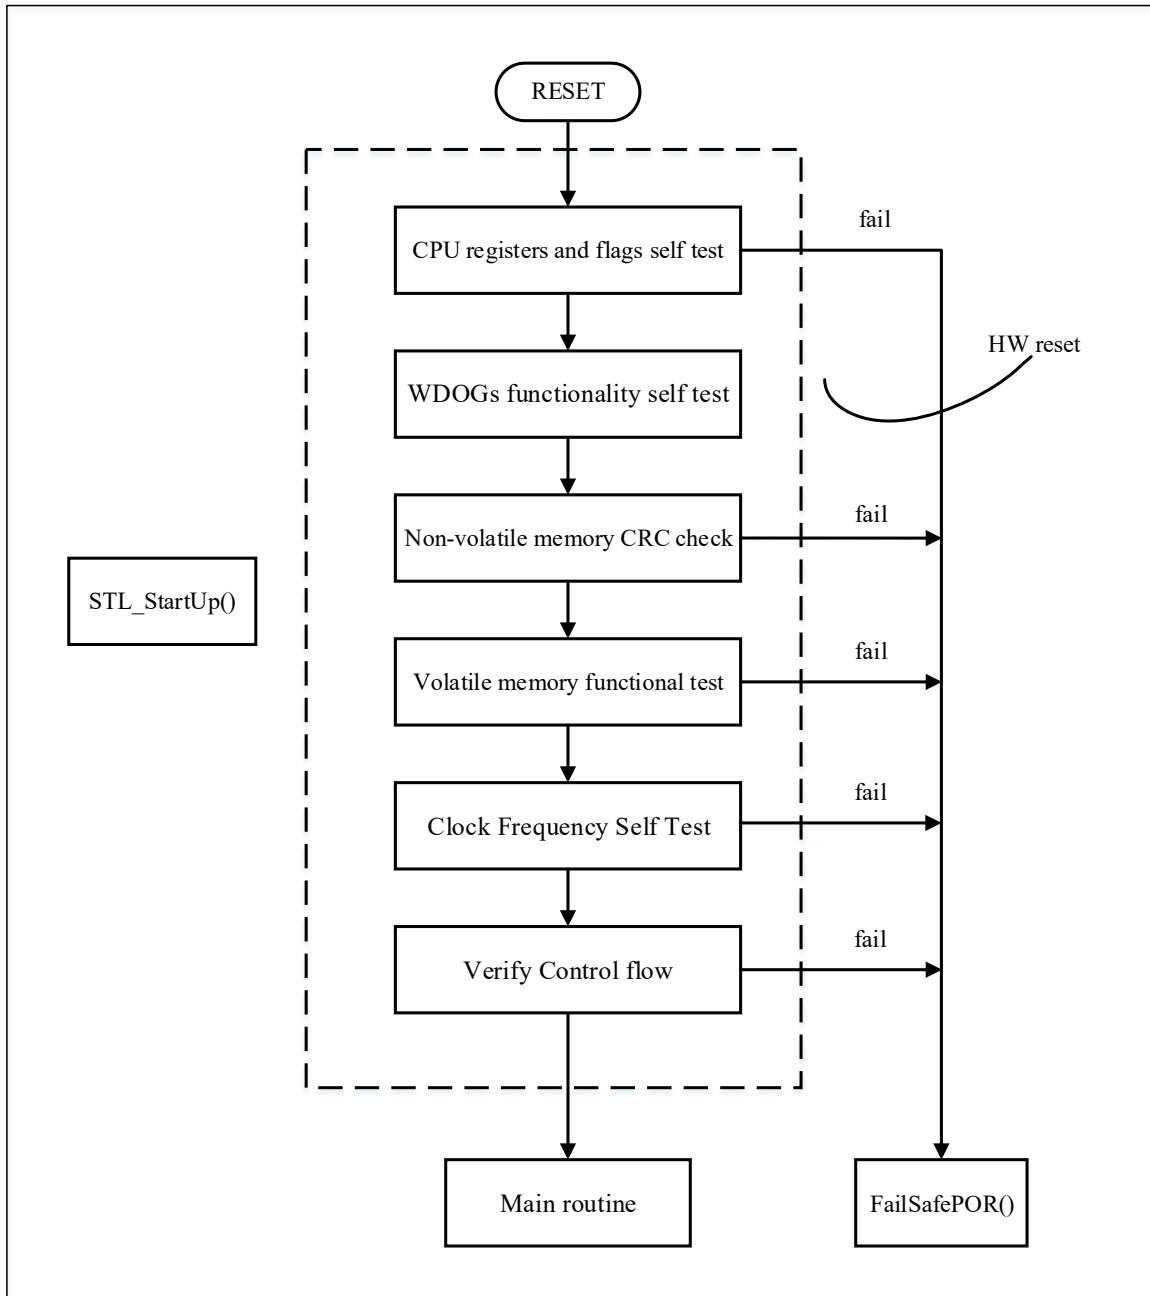 RESET
fail
CPU registers and flags self test
HW reset
WDOGs functionality self test
fail
Non-volatile memory CRC check
STL_StartUp()
fail
Volatile memory functional test
fail
Clock Frequency Self Test
fail
Verify Control flow
Main routine
FailSafePOR()